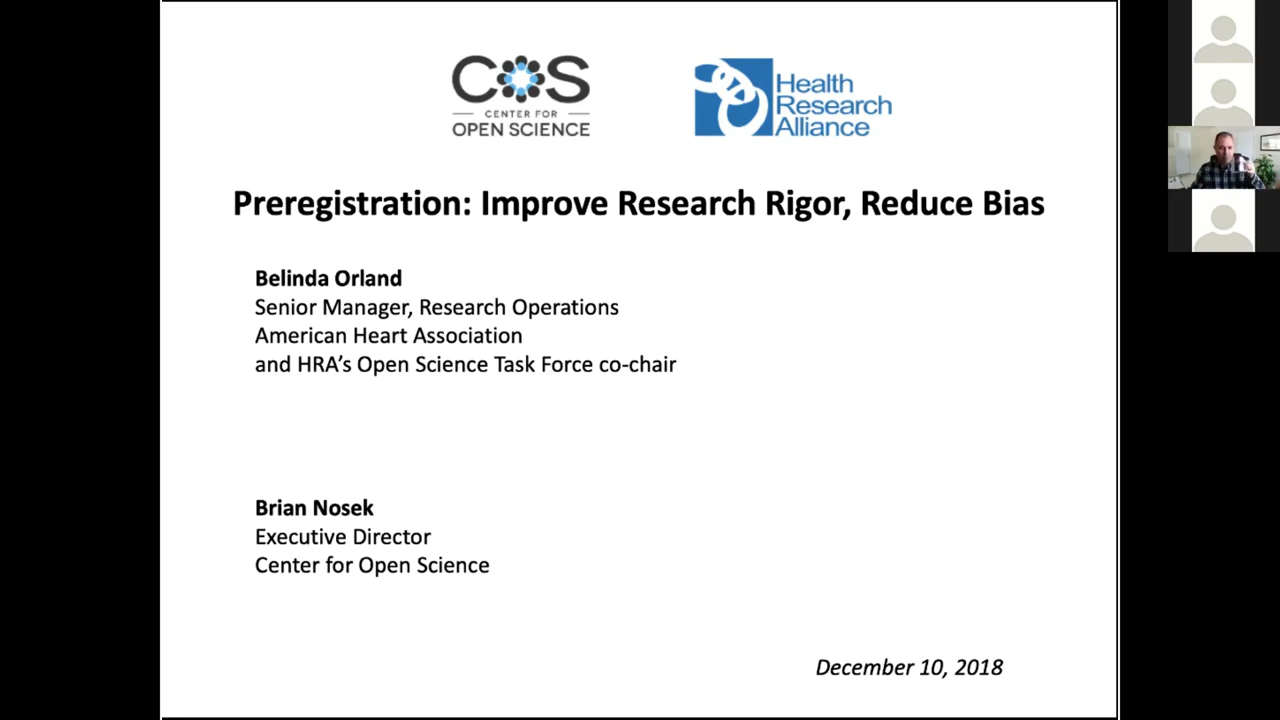 COS
CENTER FOR
OPEN SCIENCE
Health
Research
Alliance
Preregistration: Improve Research Rigor, Reduce Bias
Belinda Orland
Senior Manager, Research Operations
American Heart Association
and HRA’s Open Science Task Force co-chair
Brian Nosek
Executive Director
Center for Open Science
December 10, 2018